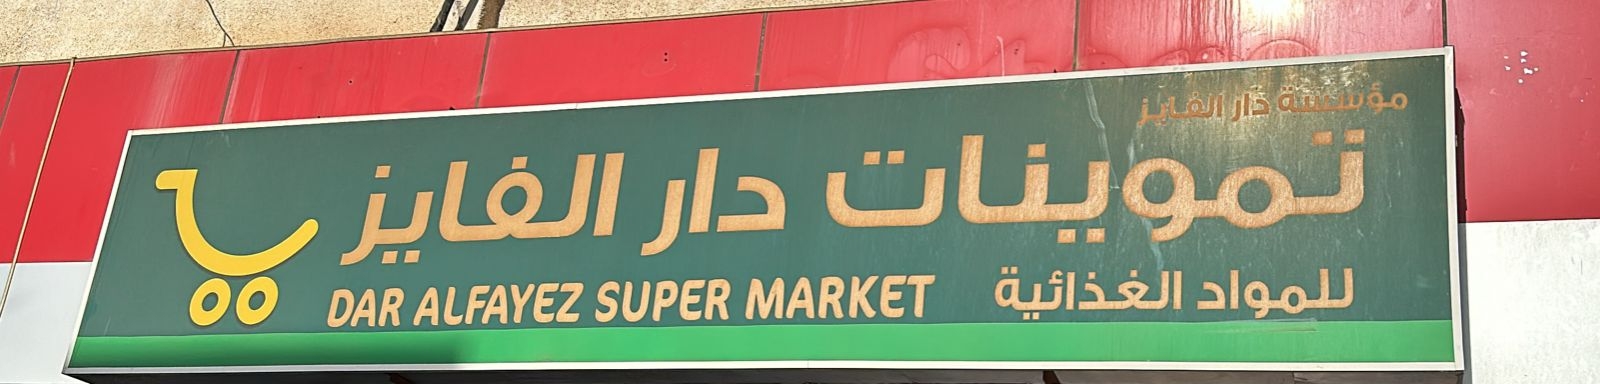 مؤسسة دار الفايز
تموينات دار الفايز
للمواد الغذائية
DAR ALFAYEZ SUPER MARKET